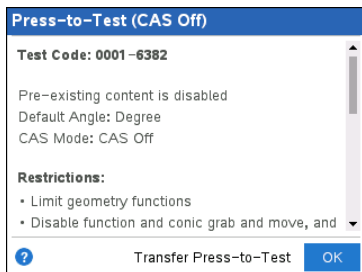 Press-to-Test (CAS Off)
Test Code: 0001-6382
Pre-existing content is disabled
Default Angle: Degree
CAS Mode: CAS Off
Restrictions:
• Limit geometry functions
• Disable function and conic grab and move, and
? Transfer Press-to-Test OK